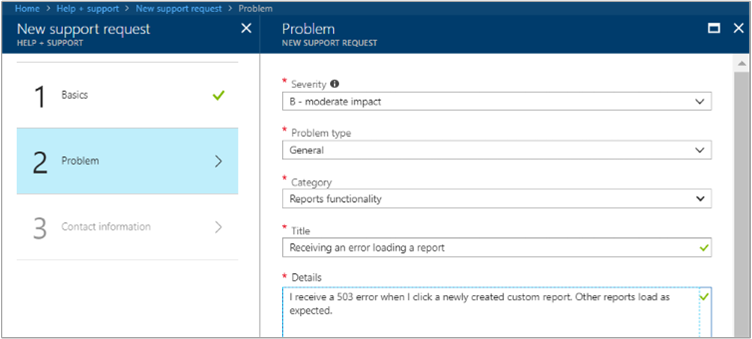 Home > Help + support > New support request > Problem
New support request
HELP + SUPPORT
1 Basics
2 Problem
3 Contact information
Problem
NEW SUPPORT REQUEST
* Severity
B - moderate impact
* Problem type
General
* Category
Reports functionality
* Title
Receiving an error loading a report
* Details
I receive a 503 error when I click a newly created custom report. Other reports load as
expected.